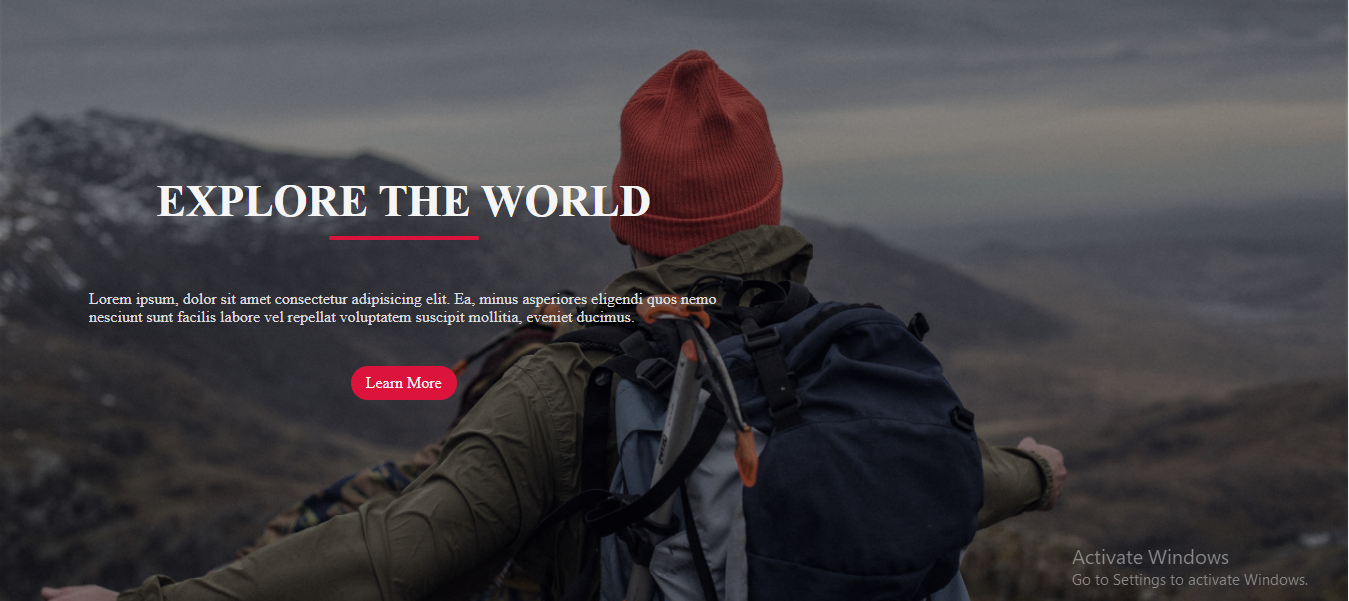 EXPLORE THE WORLD
Lorem ipsum, dolor sit amet consectetur adipisicing elit. Ea, minus asperiores eligendi quos nemo
nesciunt sunt facilis labore vel repellat voluptatem suscipit mollitia, eveniet ducimus.
Learn More
Activate Windows
Go to Settings to activate Windows.